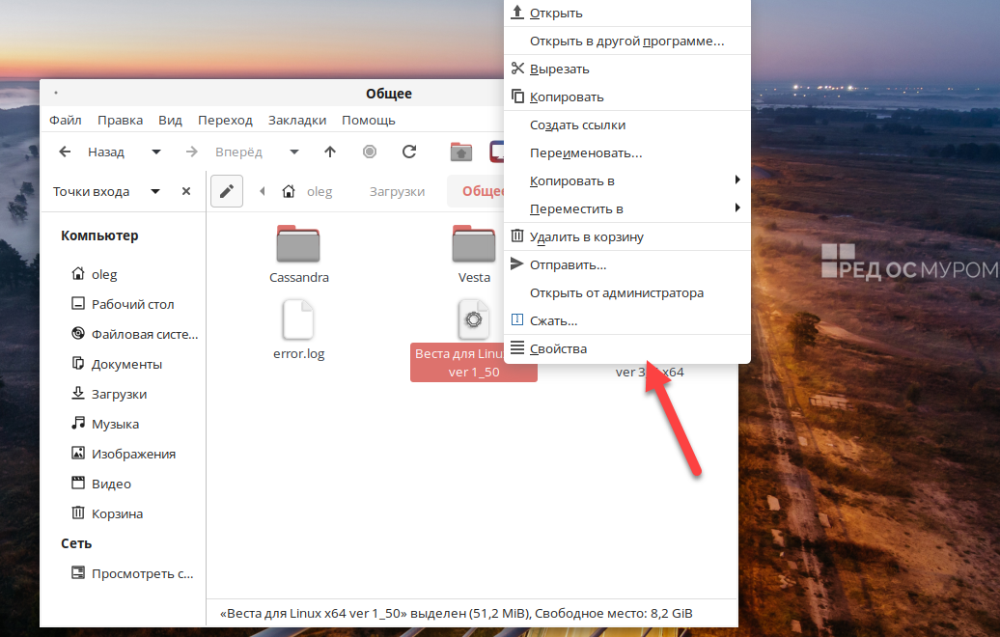 Открыть
Открыть в другой программе...
Вырезать
Копировать
Создать ссылки
Переименовать...
Копировать в
Переместить в
Удалить в корзину
Отправить...
Открыть от администратора
Сжать...
Свойства
Общее
Файл Правка Вид Переход Закладки Помощь
Назад Вперёд
Точки входа
oleg Загрузки Общее
Компьютер
oleg
Рабочий стол
Файловая систе...
Документы
Загрузки
Музыка
Изображения
Видео
Корзина
Сеть
Просмотреть с...
Cassandra Vesta
error.log
Веста для Linu
ver 1_50
ver x64
РЕД ОС МУРОМ
«Веста для Linux x64 ver 1_50» выделен (51,2 MiB), Свободное место: 8,2 GiB